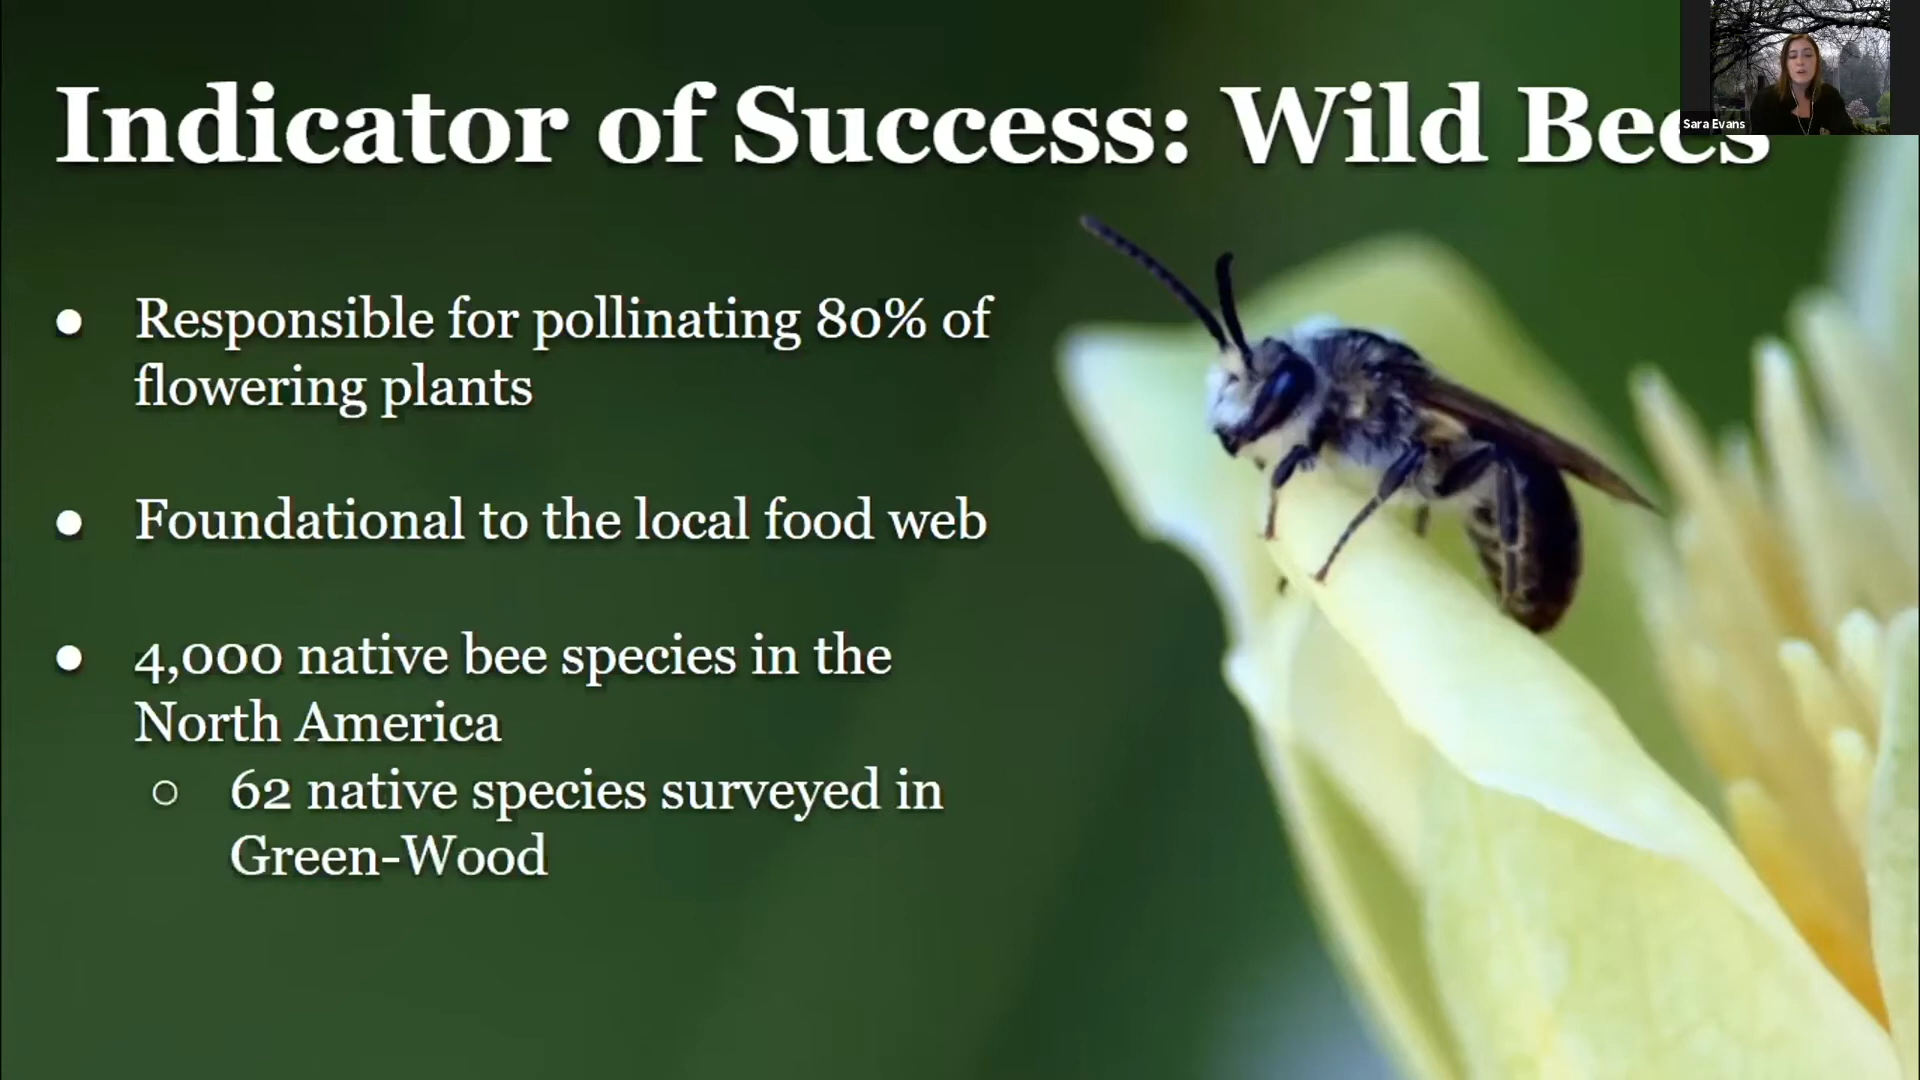 Indicator of Success: Wild Bees
Sara Evans
● Responsible for pollinating 80% of
flowering plants
● Foundational to the local food web
● 4,000 native bee species in the
North America
○ 62 native species surveyed in
Green-Wood